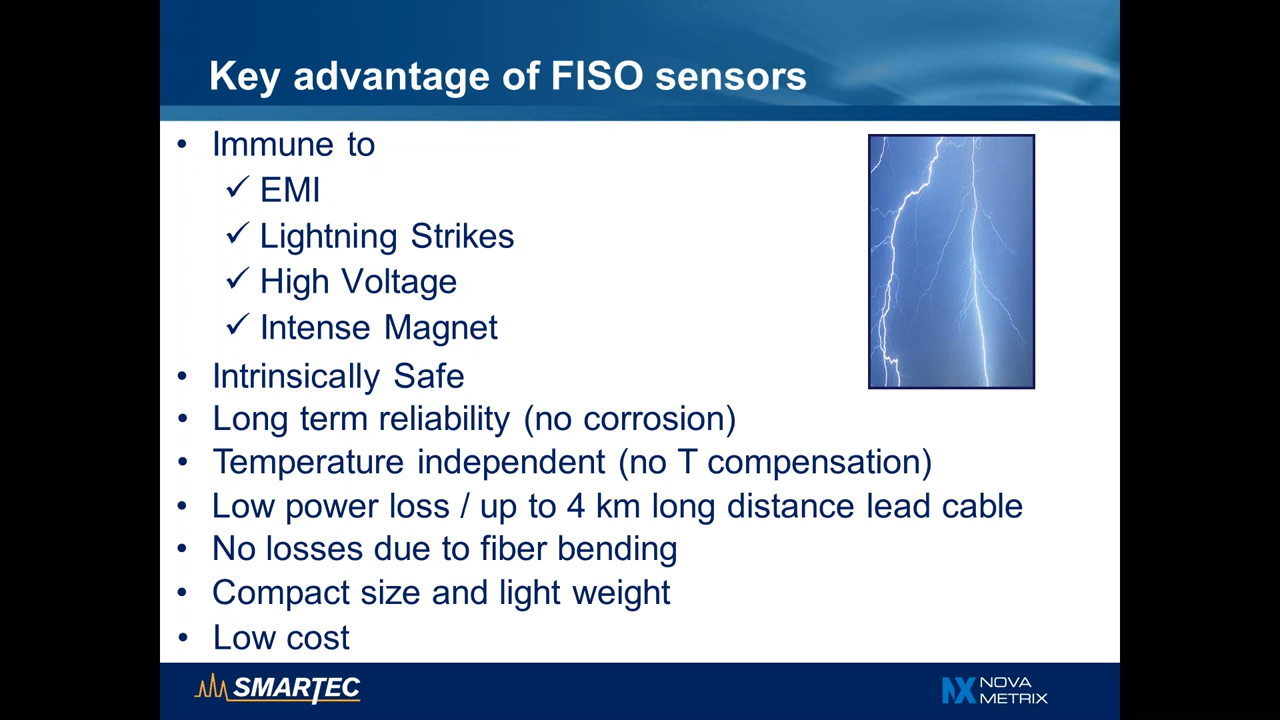 Key advantage of FISO sensors
• Immune to
✓ EMI
✓ Lightning Strikes
✓ High Voltage
✓ Intense Magnet
• Intrinsically Safe
• Long term reliability (no corrosion)
• Temperature independent (no T compensation)
• Low power loss / up to 4 km long distance lead cable
• No losses due to fiber bending
• Compact size and light weight
• Low cost
SMARTEC
NOVA
METRIX